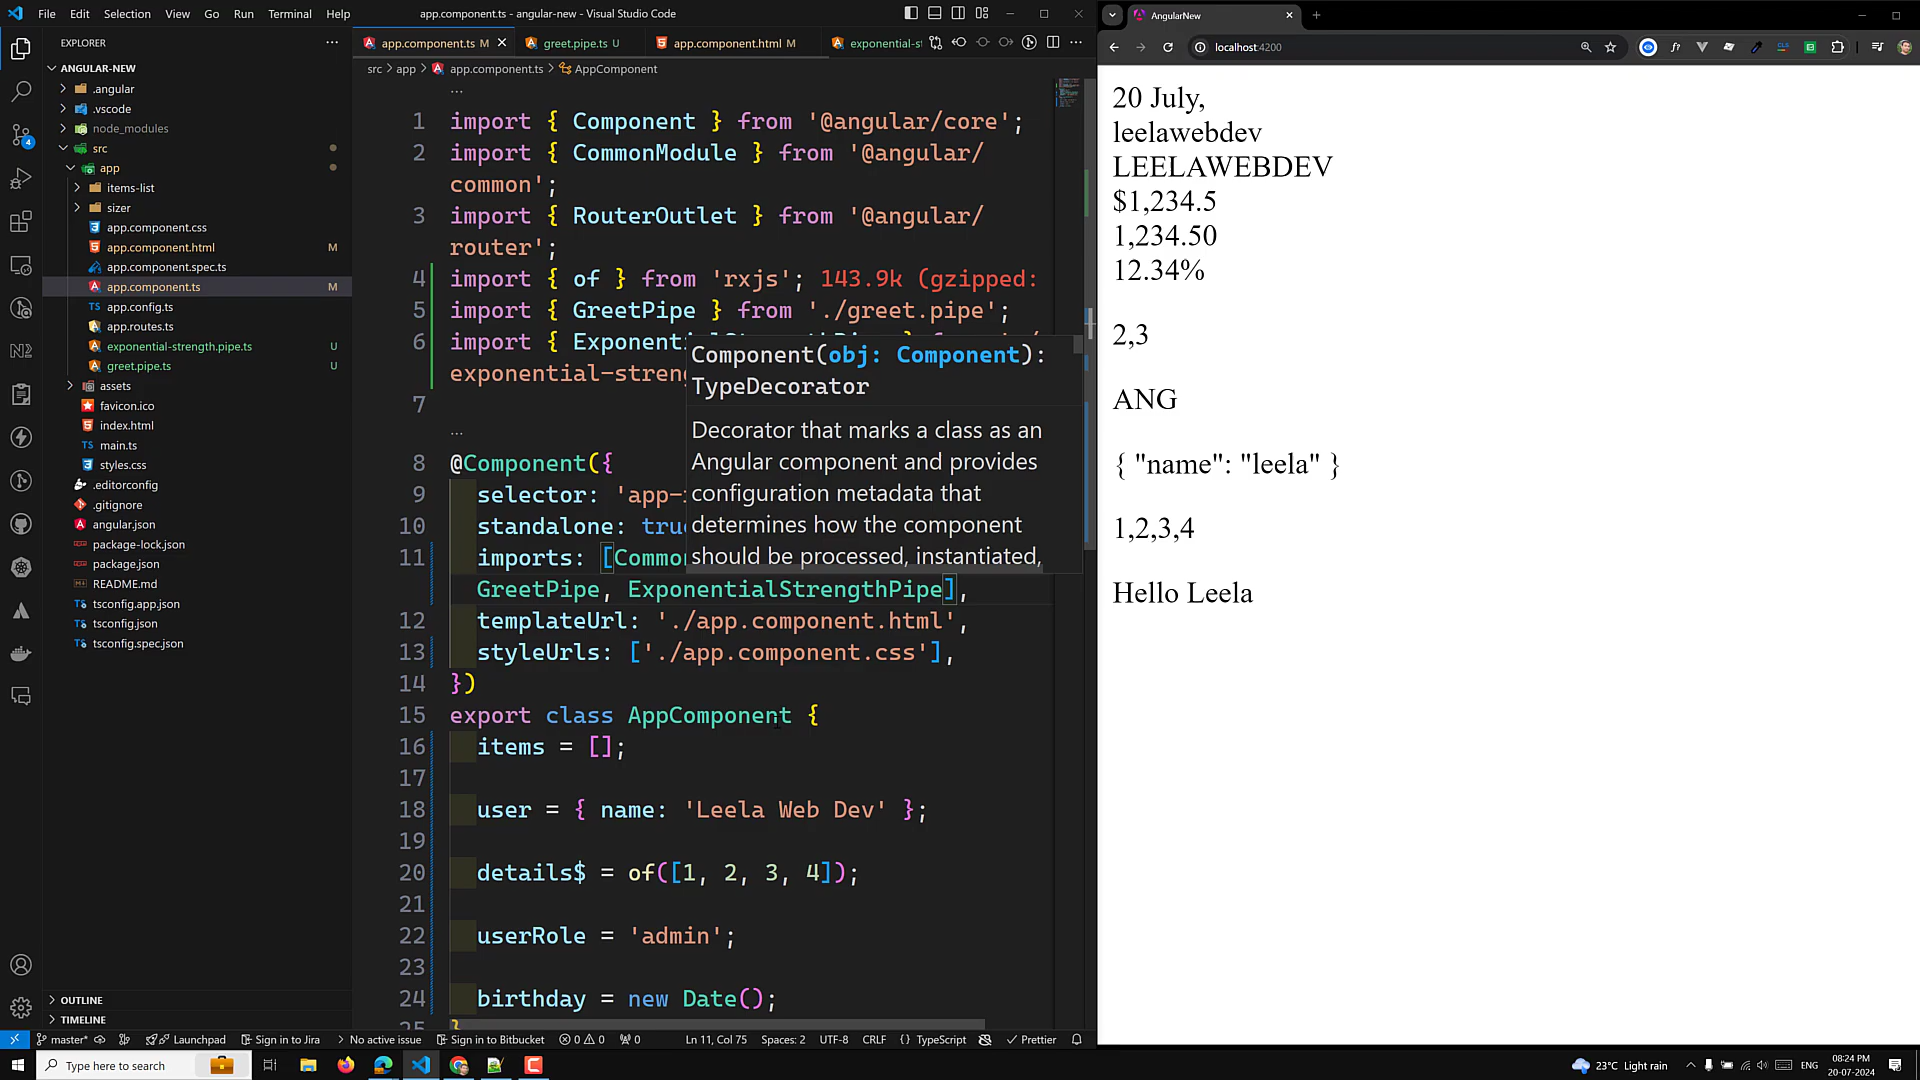 File Edit Selection View Go Run Terminal Help
app.component.ts - angular-new - Visual Studio Code
EXPLORER
ANGULAR-NEW
.angular
.vscode
node_modules
src
app
items-list
sizer
app.component.css
app.component.html M
app.component.spec.ts
app.component.ts M
app.config.ts
app.routes.ts
exponential-strength.pipe.ts U
greet.pipe.ts U
assets
favicon.ico
index.html
main.ts
styles.css
.editorconfig
.gitignore
angular.json
package-lock.json
package.json
README.md
tsconfig.app.json
tsconfig.json
tsconfig.spec.json
OUTLINE
TIMELINE
app.component.ts M
greet.pipe.ts U
app.component.html M
exponential-st
src > app > app.component.ts > AppComponent
1 import { Component } from '@angular/core';
2 import { CommonModule } from '@angular/
common';
3 import { RouterOutlet } from '@angular/
router';
4 import { of } from 'rxjs'; 143.9k (gzipped:
5 import { GreetPipe } from './greet.pipe';
6 import { Exponenti
exponential-streng
7
Component(obj: Component):
TypeDecorator
Decorator that marks a class as an
Angular component and provides
configuration metadata that
determines how the component
should be processed, instantiated,
8 @Component({
9 selector: 'app-
10 standalone: true
11 imports: [Commo
GreetPipe, ExponentialStrengthPipe],
12 templateUrl: './app.component.html',
13 styleUrls: ['./app.component.css'],
14 })
15 export class AppComponent {
16 items = [];
17
18 user = { name: 'Leela Web Dev' };
19
20 details$ = of([1, 2, 3, 4]);
21
22 userRole = 'admin';
23
24 birthday = new Date();
25 }
master* Launchpad Sign in to Jira No active issue Sign in to Bitbucket 0 0 0 Ln 11, Col 75 Spaces: 2 UTF-8 CRLF {} TypeScript Prettier
AngularNew
localhost:4200
20 July,
leelawebdev
LEELAWEBDEV
$1,234.5
1,234.50
12.34%
2,3
ANG
{ "name": "leela" }
1,2,3,4
Hello Leela
Type here to search
23°C Light rain
ENG
08:24 PM
20-07-2024